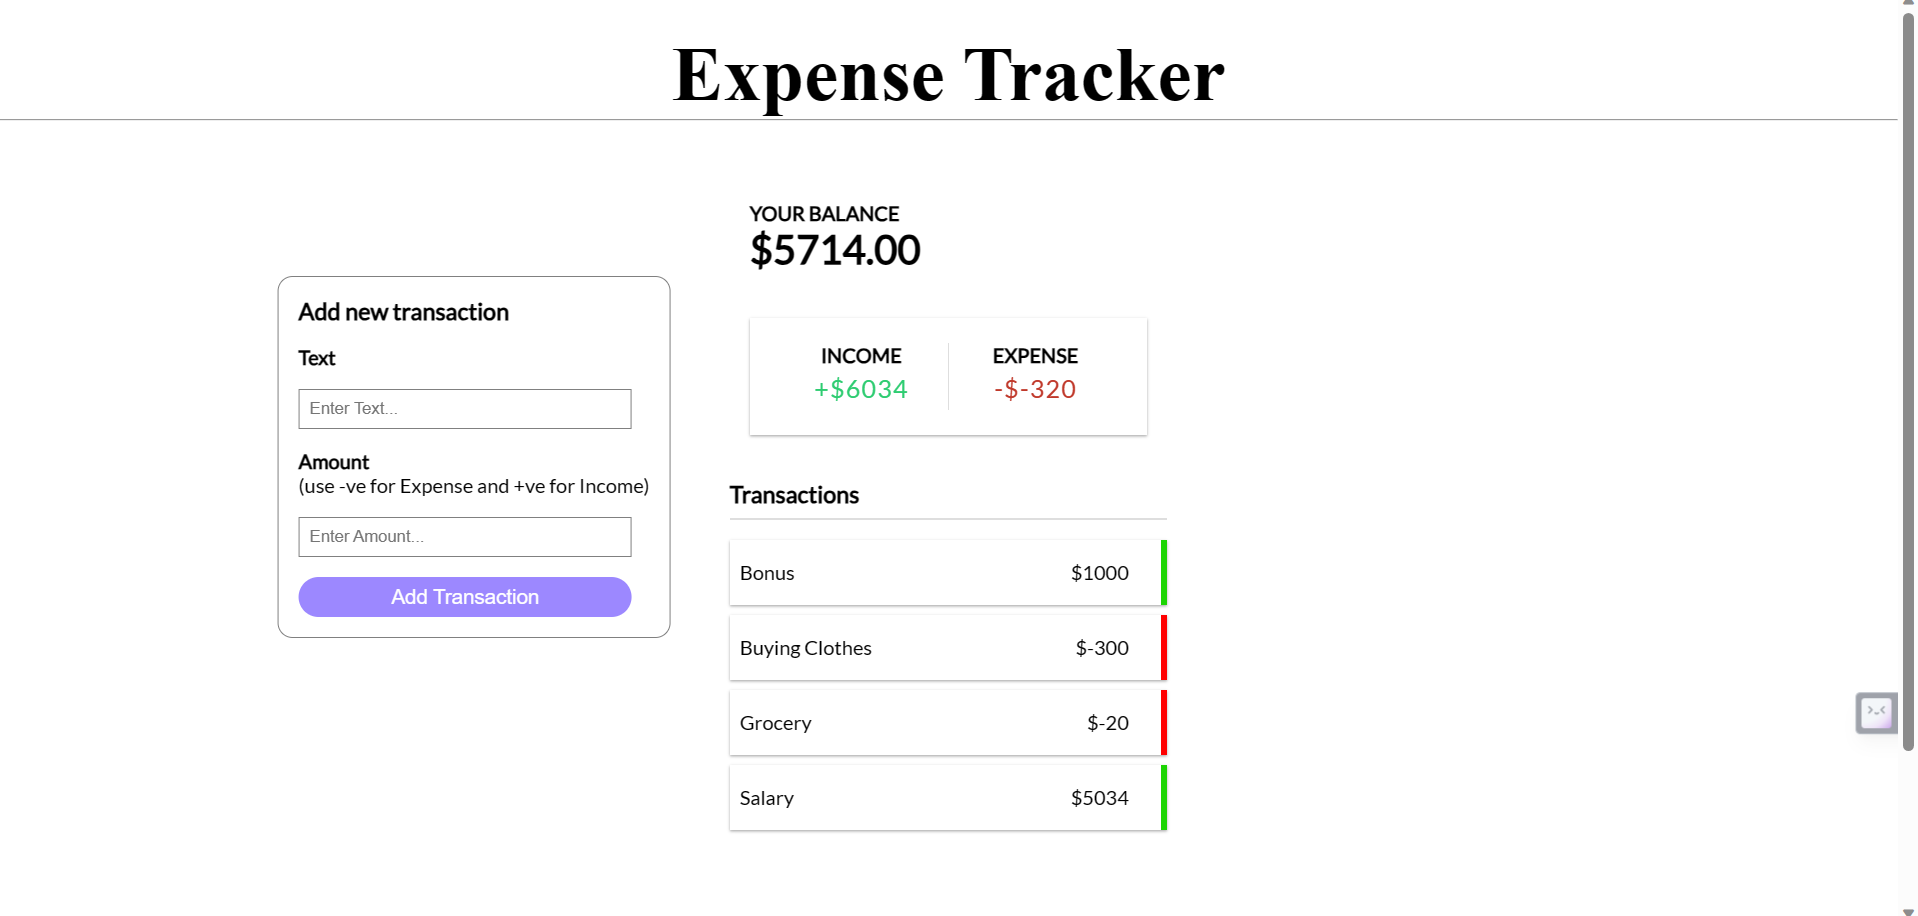 Expense Tracker
Add new transaction
Text
Enter Text...
Amount
(use -ve for Expense and +ve for Income)
Enter Amount...
Add Transaction
YOUR BALANCE
$5714.00
INCOME EXPENSE
+$6034 -$-320
Transactions
Bonus $1000
Buying Clothes $-300
Grocery $-20
Salary $5034